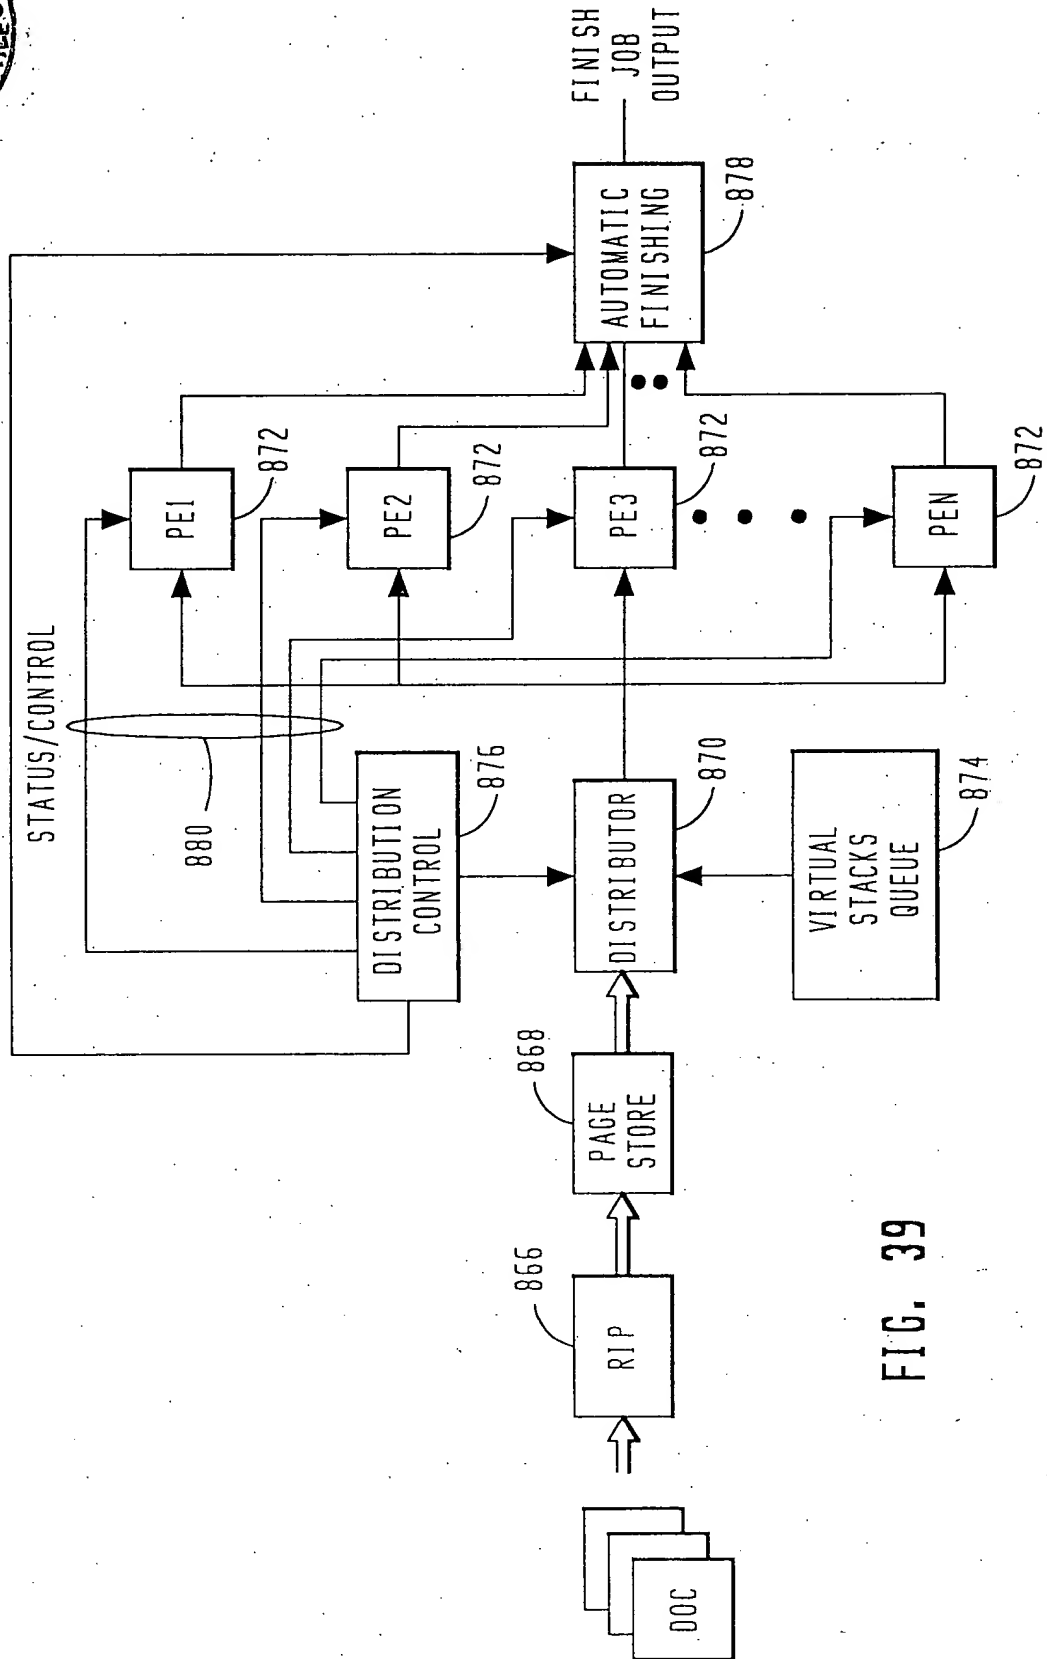 DOC
RIP
866
PAGE
STORE
868
DISTRIBUTOR
870
VIRTUAL
STACKS
QUEUE
874
DISTRIBUTION
CONTROL
876
STATUS/CONTROL
880
PE1
872
PE2
872
PE3
872
PEN
872
AUTOMATIC
FINISHING
878
FINISH
JOB
OUTPUT
FIG. 39